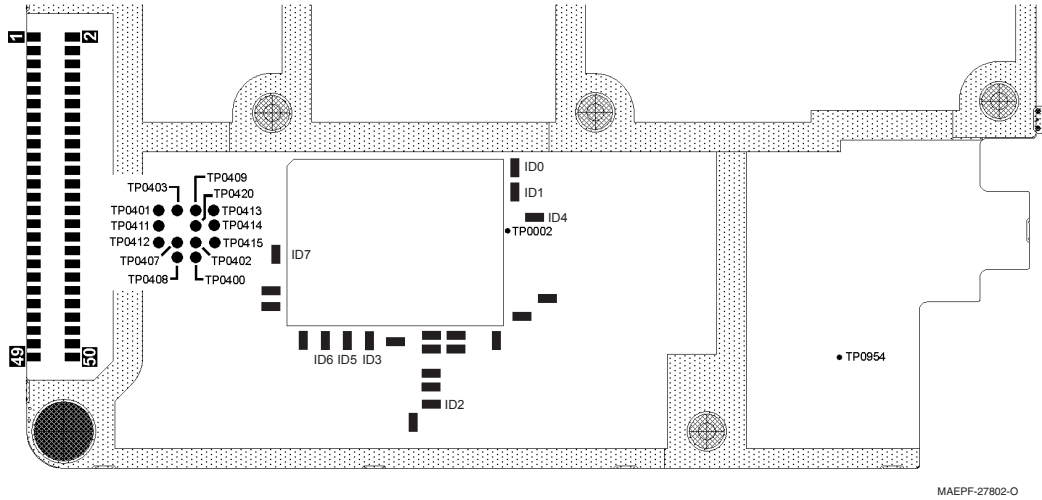 1
2
TP0409
TP0403
TP0420
TP0401
TP0413
TP0411
TP0414
TP0412
TP0415
TP0407
TP0402
TP0408
TP0400
ID0
ID1
ID4
TP0002
ID7
ID6
ID5
ID3
ID2
49
50
TP0954
MAEPF-27802-O